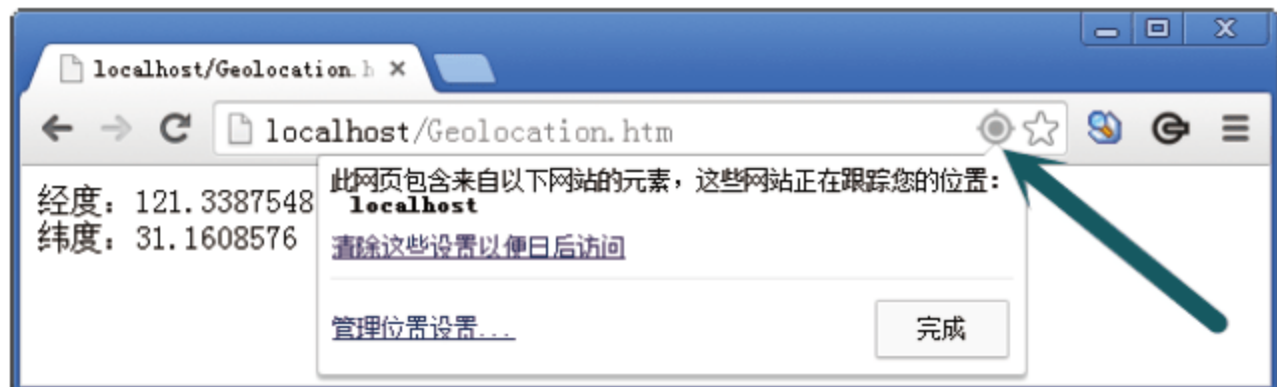 localhost/Geolocation.h
localhost/Geolocation.htm
经度：121.3387548
纬度：31.1608576
此网页包含来自以下网站的元素，这些网站正在跟踪您的位置：
localhost
清除这些设置以便日后访问
管理位置设置...
完成